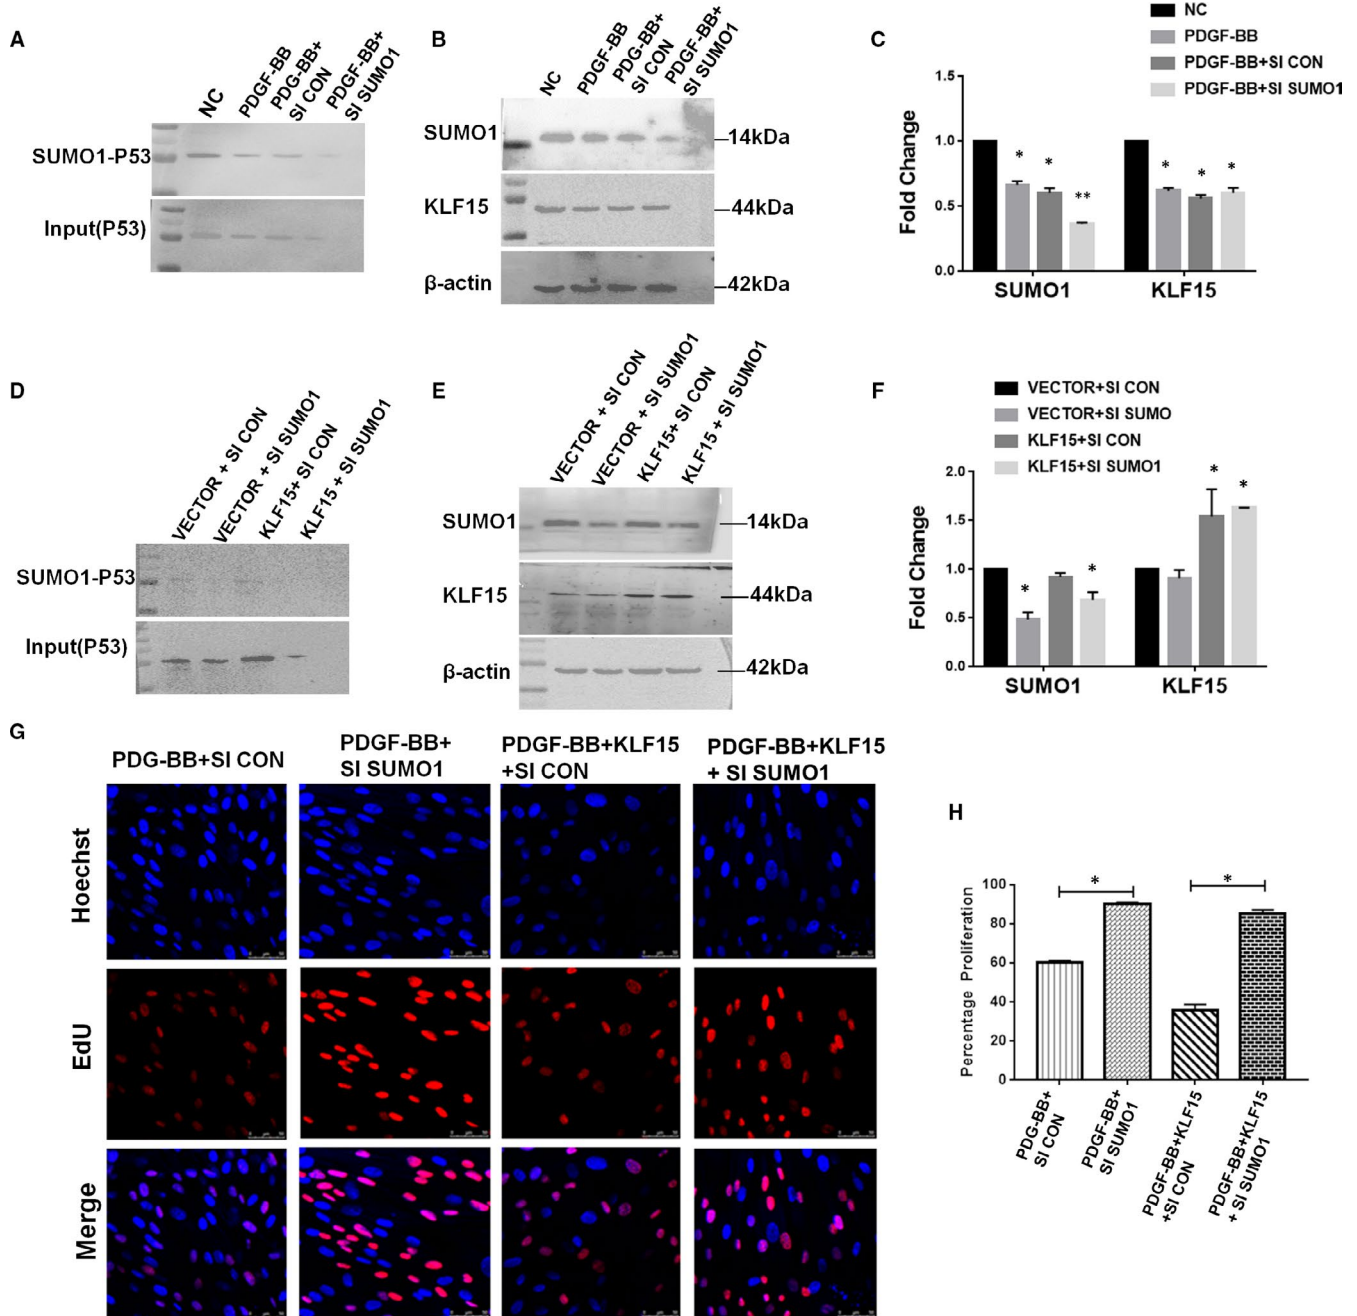 A
NC
PDGF-BB
PDG-BB+
SI CON
PDGF-BB+
SI SUMO1
SUMO1-P53
Input(P53)
B
NC
PDGF-BB
PDG-BB+
SI CON
PDGF-BB+
SI SUMO1
SUMO1
14kDa
KLF15
44kDa
β-actin
42kDa
C
NC
PDGF-BB
PDGF-BB+SI CON
PDGF-BB+SI SUMO1
Fold Change
1.5
1.0
0.5
0.0
* * **
* * *
SUMO1
KLF15
D
VECTOR + SI CON
VECTOR + SI SUMO1
KLF15+ SI CON
KLF15 + SI SUMO1
SUMO1-P53
Input(P53)
E
VECTOR + SI CON
VECTOR + SI SUMO1
KLF15+ SI CON
KLF15 + SI SUMO1
SUMO1
14kDa
KLF15
44kDa
β-actin
42kDa
F
VECTOR+SI CON
VECTOR+SI SUMO
KLF15+SI CON
KLF15+SI SUMO1
Fold Change
2.0
1.5
1.0
0.5
0.0
* *
* *
SUMO1
KLF15
G
PDG-BB+SI CON
PDGF-BB+
SI SUMO1
PDGF-BB+KLF15
+SI CON
PDGF-BB+KLF15
+ SI SUMO1
Hoechst
EdU
Merge
H
Percentage Proliferation
100
80
60
40
20
0
*
*
PDG-BB+
SI CON
PDGF-BB+
SI SUMO1
PDGF-BB+KLF15
+SI CON
PDGF-BB+KLF15
+ SI SUMO1